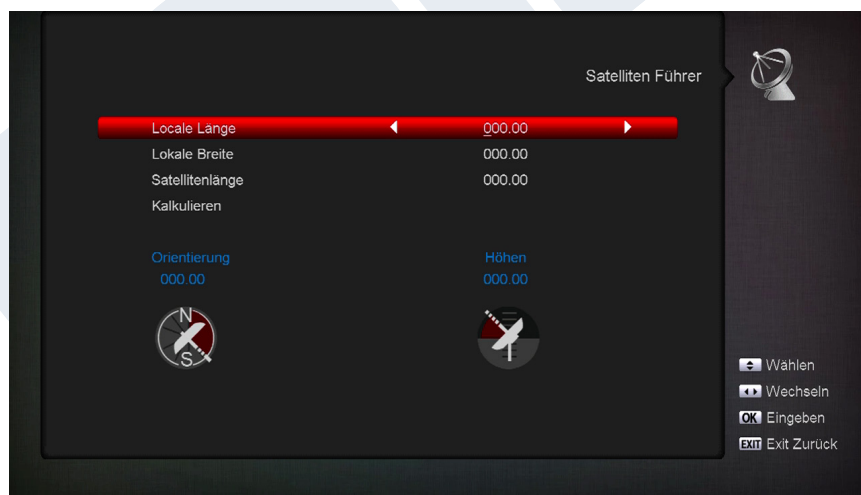 Satelliten Führer
Locale Länge 000.00
Lokale Breite 000.00
Satellitenlänge 000.00
Kalkulieren
Orientierung Höhen
000.00 000.00
N
S
Wählen
Wechseln
OK Eingeben
EXIT Exit Zurück